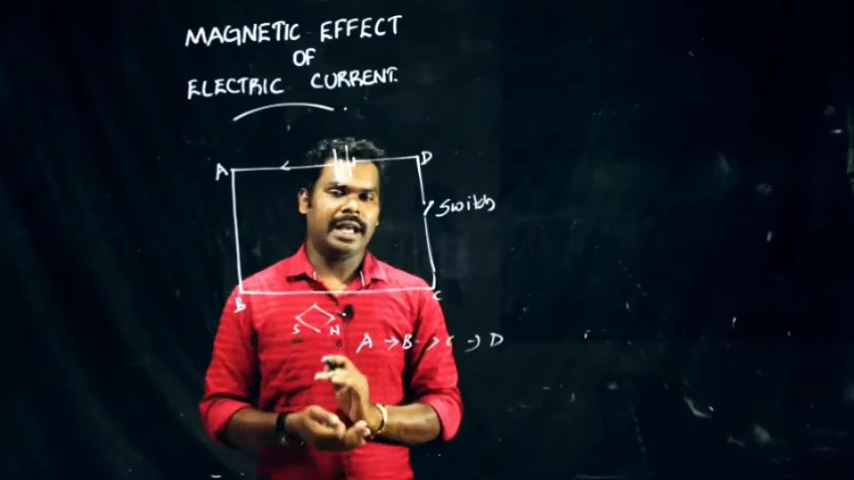 MAGNETIC EFFECT
OF
ELECTRIC CURRENT.
A
D
Switch
B
C
S N
A → B → C → D